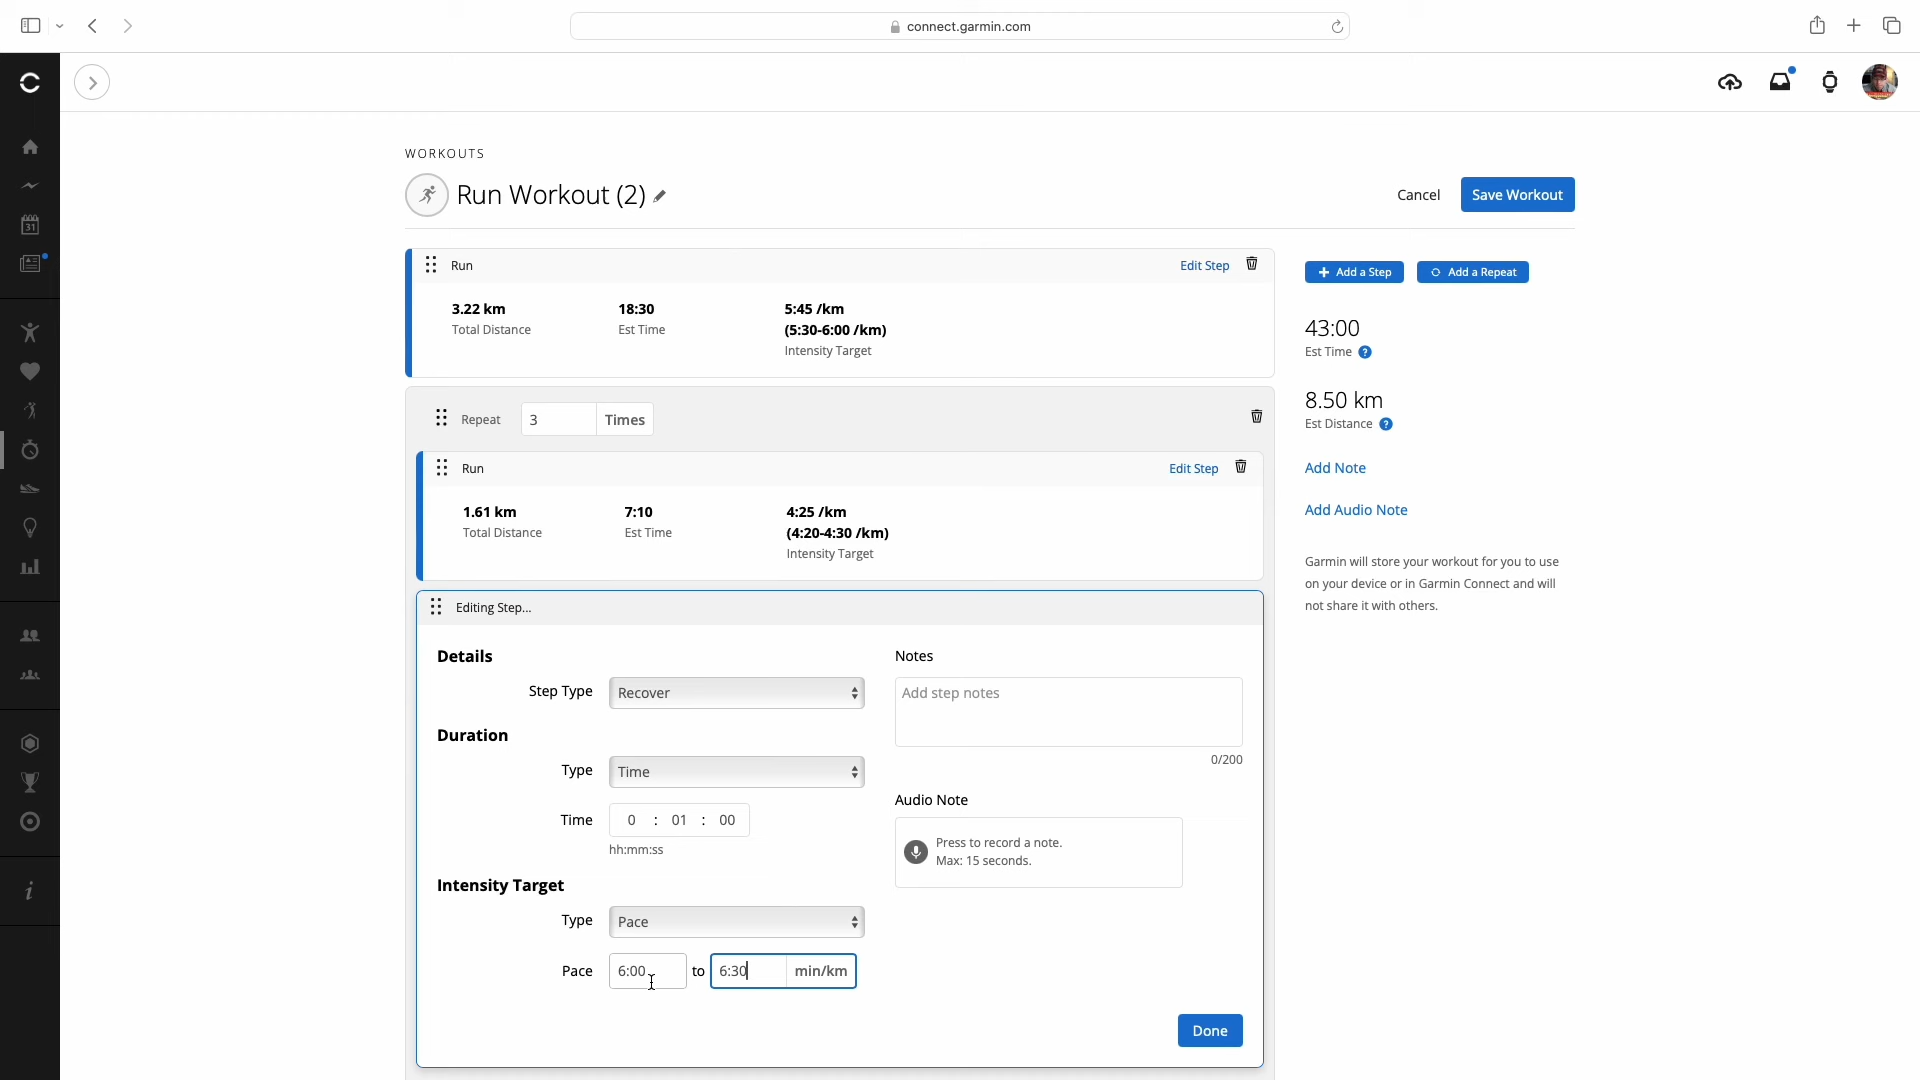 connect.garmin.com
WORKOUTS
Run Workout (2)
Cancel
Save Workout
Run
Edit Step
3.22 km
18:30
5:45 /km
Total Distance
Est Time
(5:30-6:00 /km)
Intensity Target
Add a Step
Add a Repeat
43:00
Est Time ?
8.50 km
Est Distance ?
Add Note
Add Audio Note
Garmin will store your workout for you to use
on your device or in Garmin Connect and will
not share it with others.
Repeat 3 Times
Run
Edit Step
1.61 km
7:10
4:25 /km
Total Distance
Est Time
(4:20-4:30 /km)
Intensity Target
Editing Step...
Details
Step Type Recover
Duration
Type Time
Time 0 : 01 : 00
hh:mm:ss
Intensity Target
Type Pace
Pace 6:00 to 6:30 min/km
Notes
Add step notes
0/200
Audio Note
Press to record a note.
Max: 15 seconds.
Done
31
i